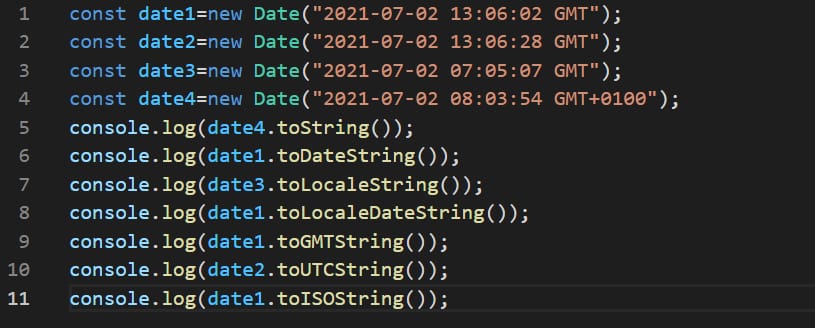 1 const date1=new Date("2021-07-02 13:06:02 GMT");
2 const date2=new Date("2021-07-02 13:06:28 GMT");
3 const date3=new Date("2021-07-02 07:05:07 GMT");
4 const date4=new Date("2021-07-02 08:03:54 GMT+0100");
5 console.log(date4.toString());
6 console.log(date1.toDateString());
7 console.log(date3.toLocaleString());
8 console.log(date1.toLocaleDateString());
9 console.log(date1.toGMTString());
10 console.log(date2.toUTCString());
11 console.log(date1.toISOString());